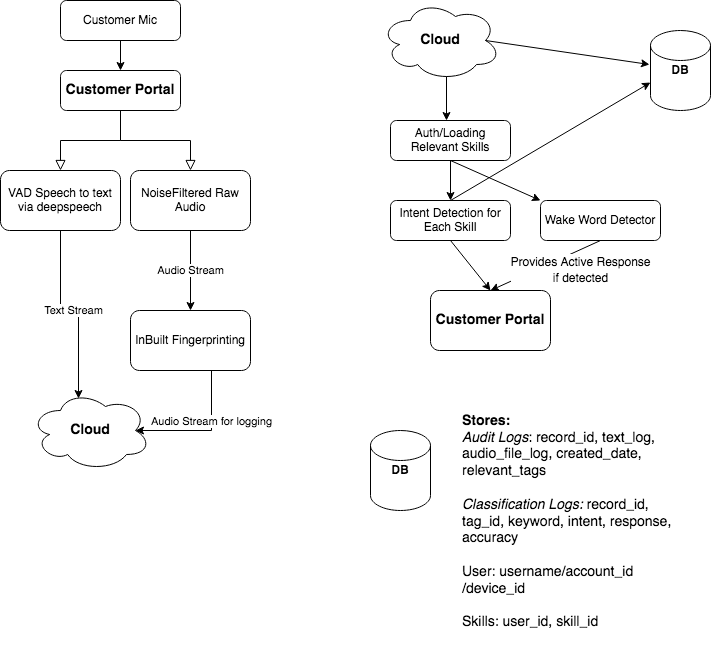 Customer Mic
Customer Portal
VAD Speech to text
via deepspeech
NoiseFiltered Raw
Audio
Audio Stream
Text Stream
InBuilt Fingerprinting
Audio Stream for logging
Cloud
Cloud
DB
Auth/Loading
Relevant Skills
Intent Detection for
Each Skill
Wake Word Detector
Provides Active Response
if detected
Customer Portal
DB
Stores:
Audit Logs: record_id, text_log,
audio_file_log, created_date,
relevant_tags
Classification Logs: record_id,
tag_id, keyword, intent, response,
accuracy
User: username/account_id
/device_id
Skills: user_id, skill_id